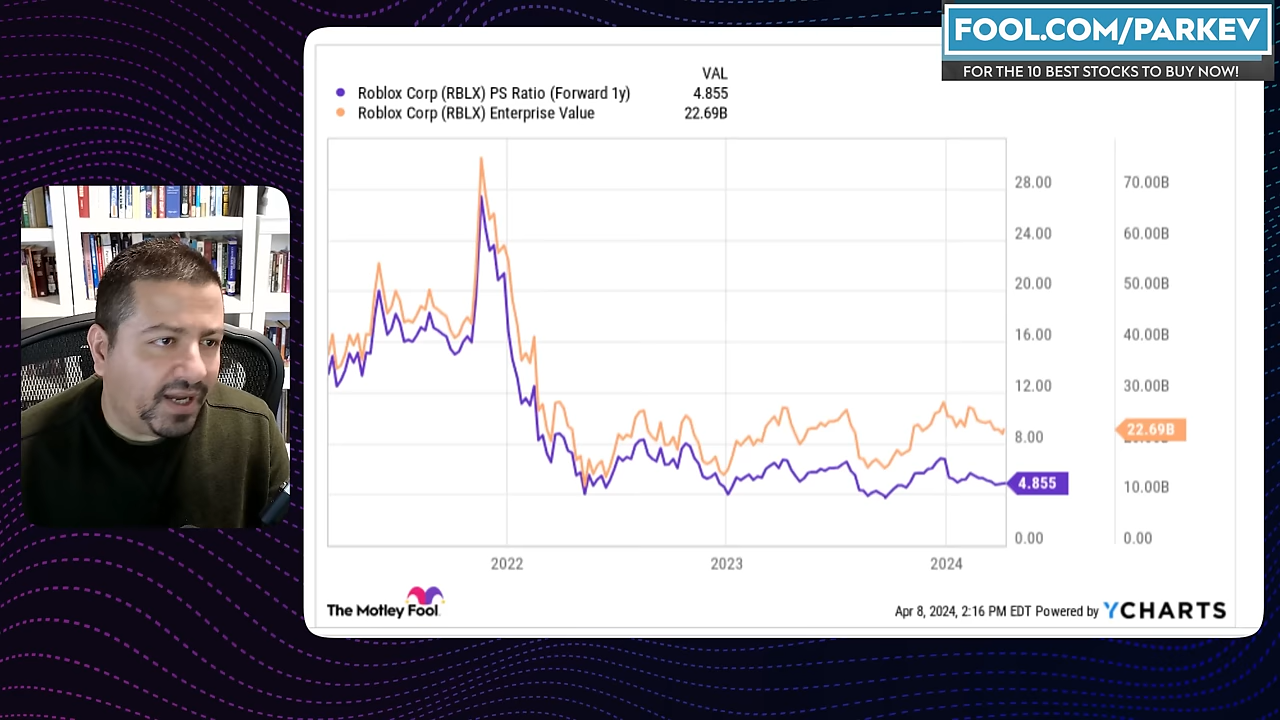 FOOL.COM/PARKEV
FOR THE 10 BEST STOCKS TO BUY NOW!
VAL
Roblox Corp (RBLX) PS Ratio (Forward 1y) 4.855
Roblox Corp (RBLX) Enterprise Value 22.69B
28.00 70.00B
24.00 60.00B
20.00 50.00B
16.00 40.00B
12.00 30.00B
22.69B
8.00
4.855 10.00B
0.00 0.00
2022 2023 2024
The Motley Fool
Apr 8, 2024, 2:16 PM EDT Powered by YCHARTS